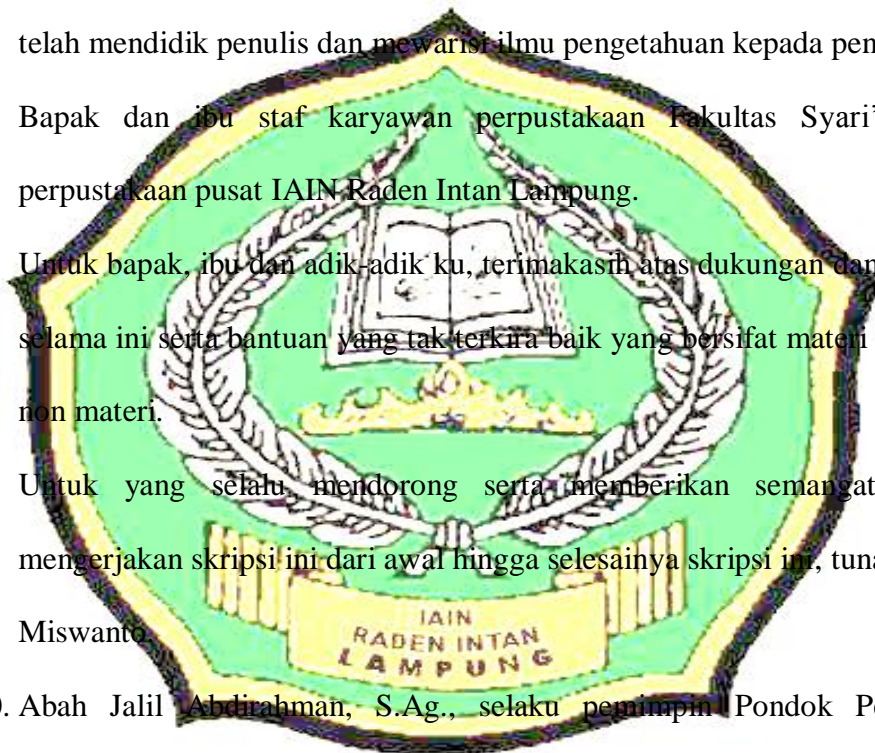 telah mendidik penulis dan mewarisi ilmu pengetahuan kepada pen
Bapak dan ibu staf karyawan perpustakaan Fakultas Syari’
perpustakaan pusat IAIN Raden Intan Lampung.
Untuk bapak, ibu dan adik-adik ku, terimakasih atas dukungan dan
selama ini serta bantuan yang tak terkira baik yang bersifat materi
non materi.
Untuk yang selalu mendorong serta memberikan semangat
mengerjakan skripsi ini dari awal hingga selesainya skripsi ini, tuna
Miswanto.
IAIN
RADEN INTAN
LAMPUNG
). Abah Jalil Abdirahman, S.Ag., selaku pemimpin Pondok Pe